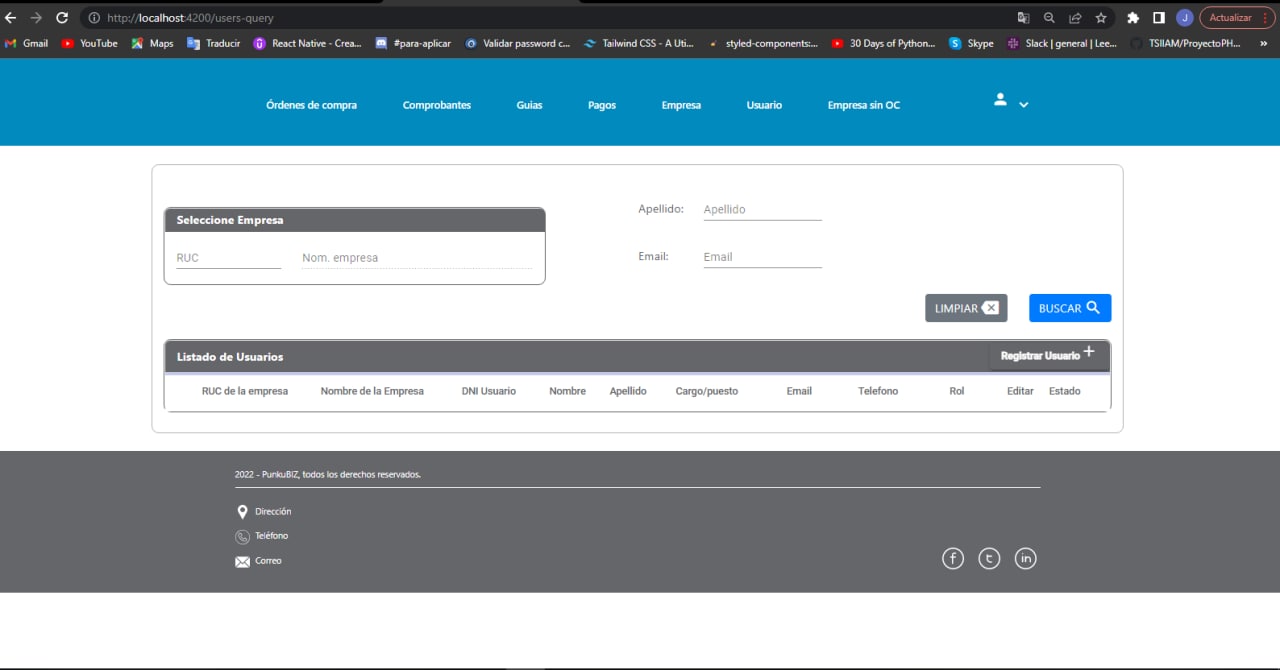 http://localhost:4200/users-query
J
Actualizar
Gmail YouTube Maps Traducir React Native - Crea... #para-aplicar Validar password c... Tailwind CSS - A Uti... styled-components:... 30 Days of Python... Skype Slack | general | Lee... TSIIAM/ProyectoPH... »
Órdenes de compra Comprobantes Guias Pagos Empresa Usuario Empresa sin OC
Seleccione Empresa
RUC Nom. empresa
Apellido: Apellido
Email: Email
LIMPIAR BUSCAR
Listado de Usuarios Registrar Usuario +
RUC de la empresa Nombre de la Empresa DNI Usuario Nombre Apellido Cargo/puesto Email Telefono Rol Editar Estado
2022 - PunkuBIZ, todos los derechos reservados.
Dirección
Teléfono
Correo